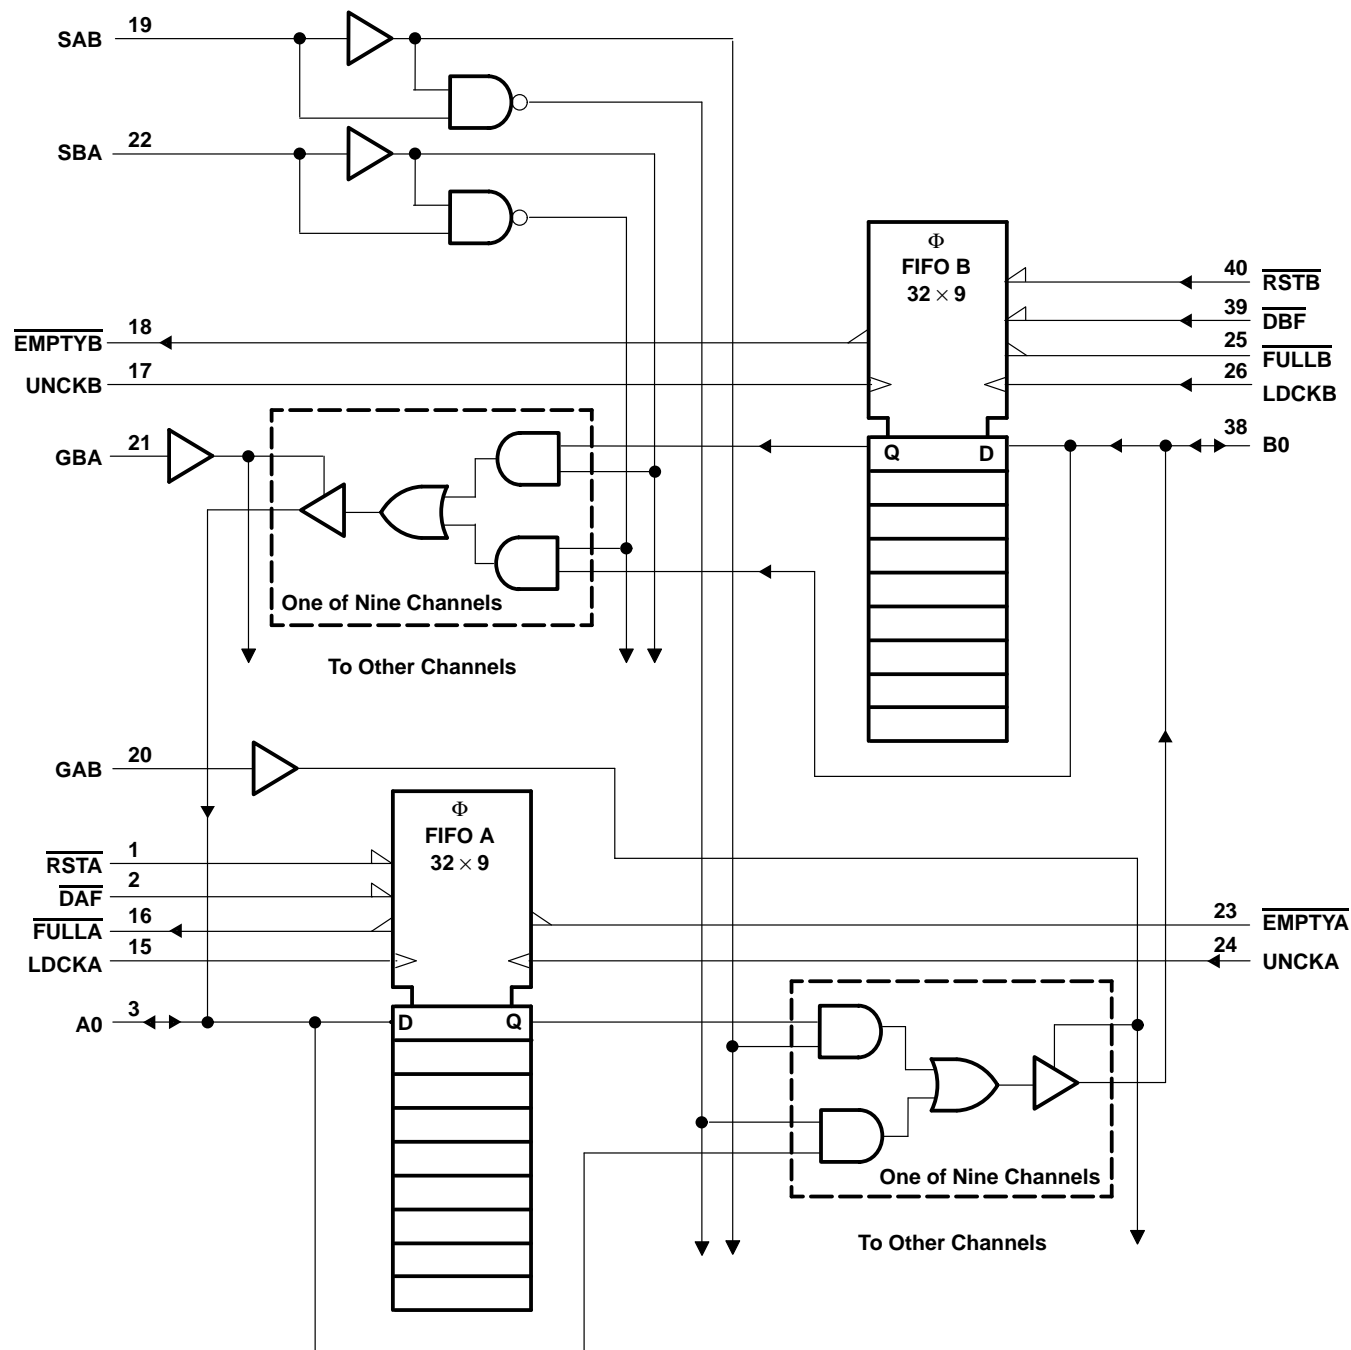 SAB 19
SBA 22
Φ
FIFO B
32 × 9
40 RSTB
39 DBF
25 FULLB
26 LDCKB
EMPTYB 18
UNCKB 17
GBA 21
38 B0
Q D
One of Nine Channels
To Other Channels
GAB 20
Φ
FIFO A
32 × 9
RSTA 1
DAF 2
FULLA 16
LDCKA 15
23 EMPTYA
24 UNCKA
A0 3
D Q
One of Nine Channels
To Other Channels